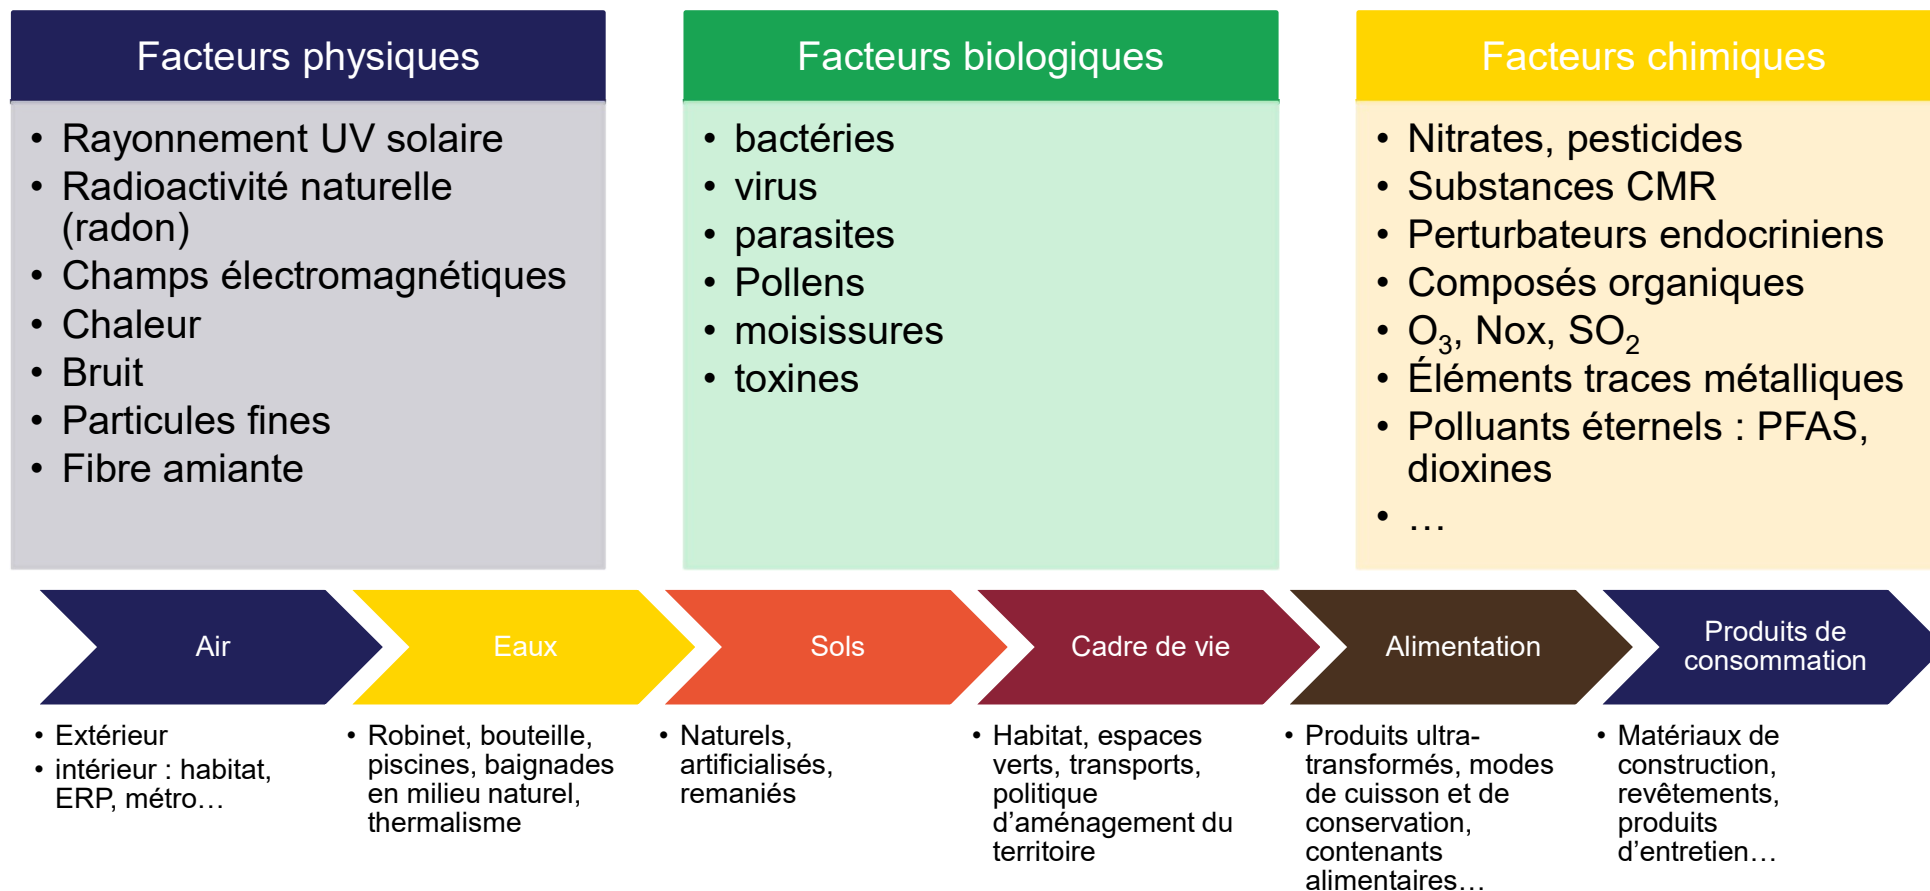 Facteurs physiques
• Rayonnement UV solaire
• Radioactivité naturelle
(radon)
• Champs électromagnétiques
• Chaleur
• Bruit
• Particules fines
• Fibre amiante
Facteurs biologiques
• bactéries
• virus
• parasites
• Pollens
• moisissures
• toxines
Facteurs chimiques
• Nitrates, pesticides
• Substances CMR
• Perturbateurs endocriniens
• Composés organiques
• O₃, Nox, SO₂
• Éléments traces métalliques
• Polluants éternels : PFAS,
dioxines
• …
Air
• Extérieur
• intérieur : habitat,
ERP, métro…
Eaux
• Robinet, bouteille,
piscines, baignades
en milieu naturel,
thermalisme
Sols
• Naturels,
artificialisés,
remaniés
Cadre de vie
• Habitat, espaces
verts, transports,
politique
d’aménagement du
territoire
Alimentation
• Produits ultra-
transformés, modes
de cuisson et de
conservation,
contenants
alimentaires…
Produits de
consommation
• Matériaux de
construction,
revêtements,
produits
d’entretien…